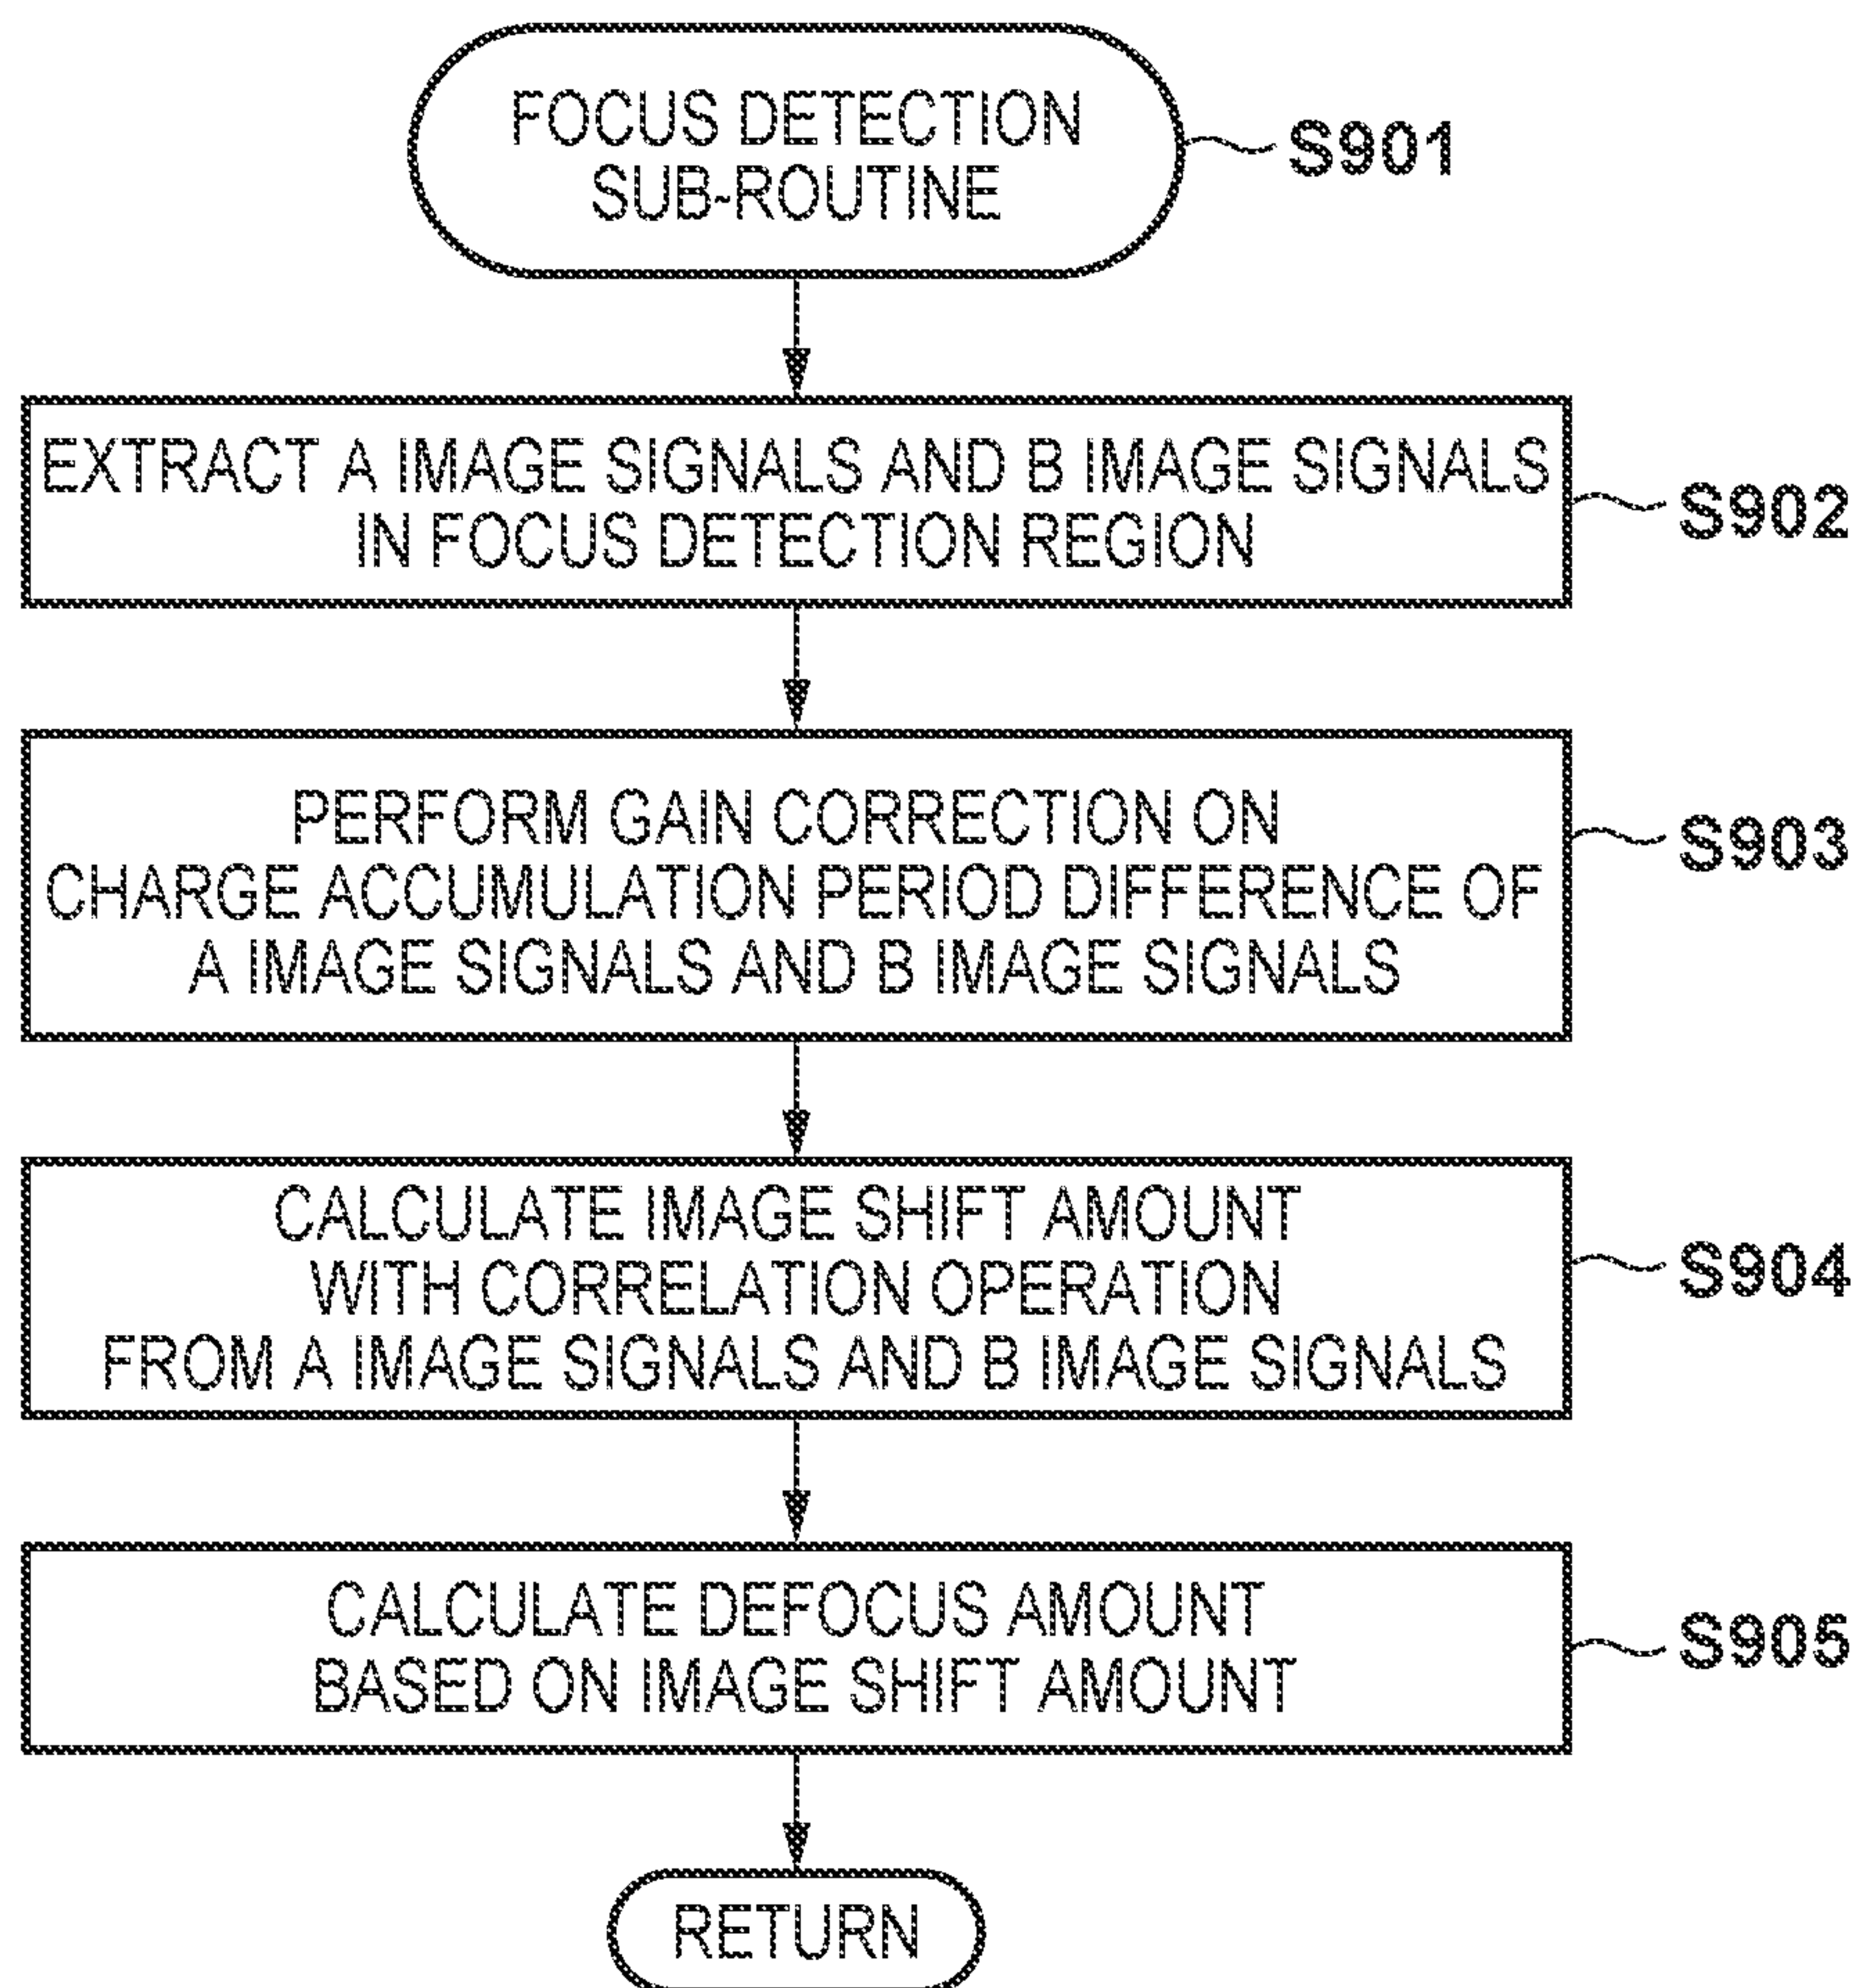 FOCUS DETECTION
SUB-ROUTINE
S901
EXTRACT A IMAGE SIGNALS AND B IMAGE SIGNALS
IN FOCUS DETECTION REGION
S902
PERFORM GAIN CORRECTION ON
CHARGE ACCUMULATION PERIOD DIFFERENCE OF
A IMAGE SIGNALS AND B IMAGE SIGNALS
S903
CALCULATE IMAGE SHIFT AMOUNT
WITH CORRELATION OPERATION
FROM A IMAGE SIGNALS AND B IMAGE SIGNALS
S904
CALCULATE DEFOCUS AMOUNT
BASED ON IMAGE SHIFT AMOUNT
S905
RETURN